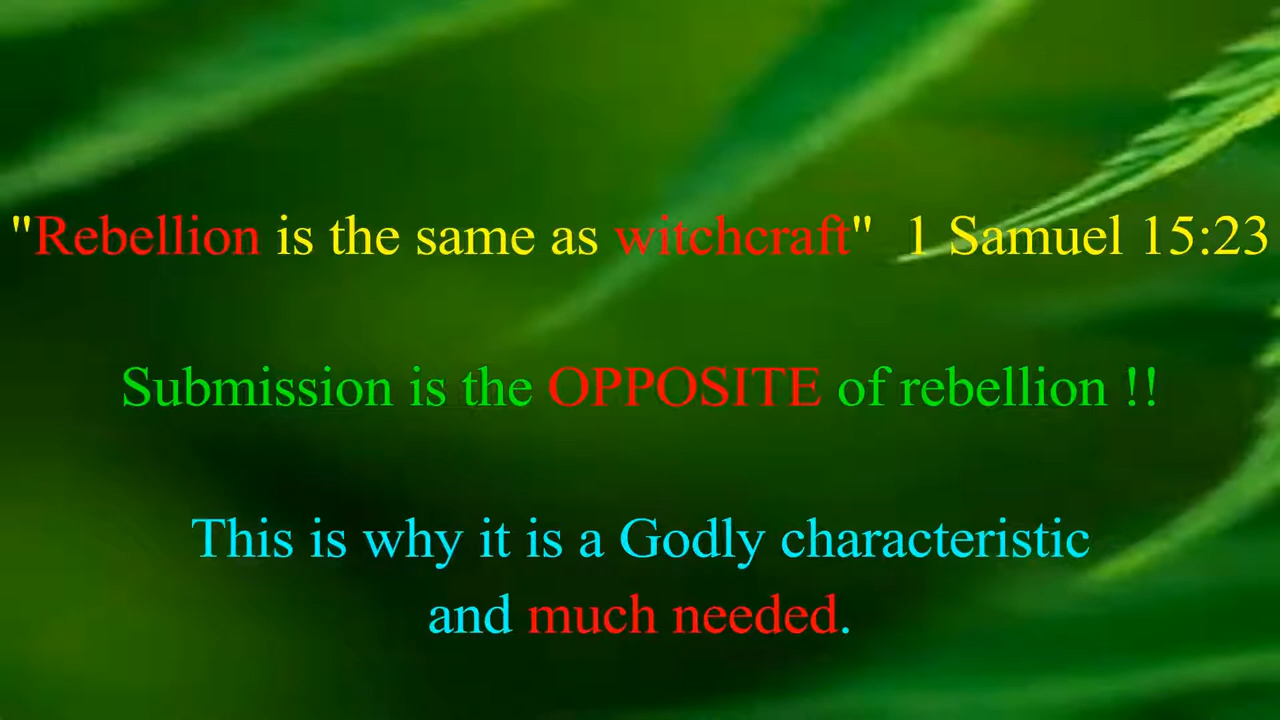 "Rebellion is the same as witchcraft"  1 Samuel 15:23
Submission is the OPPOSITE of rebellion !!
This is why it is a Godly characteristic
and much needed.